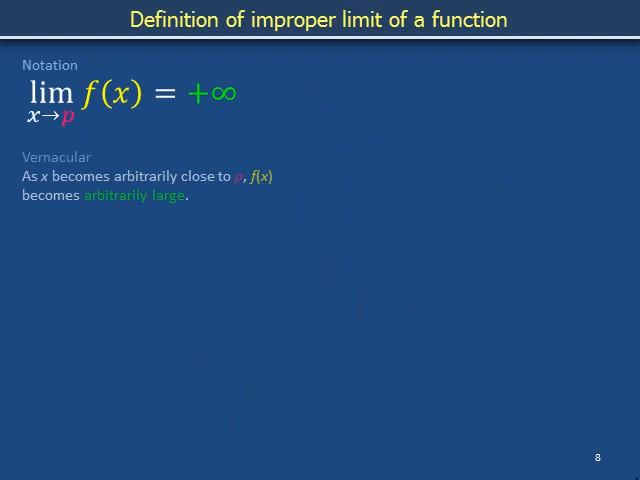 Definition of improper limit of a function
Notation
lim f(x) = +∞
x→p
Vernacular
As x becomes arbitrarily close to p, f(x)
becomes arbitrarily large.
8